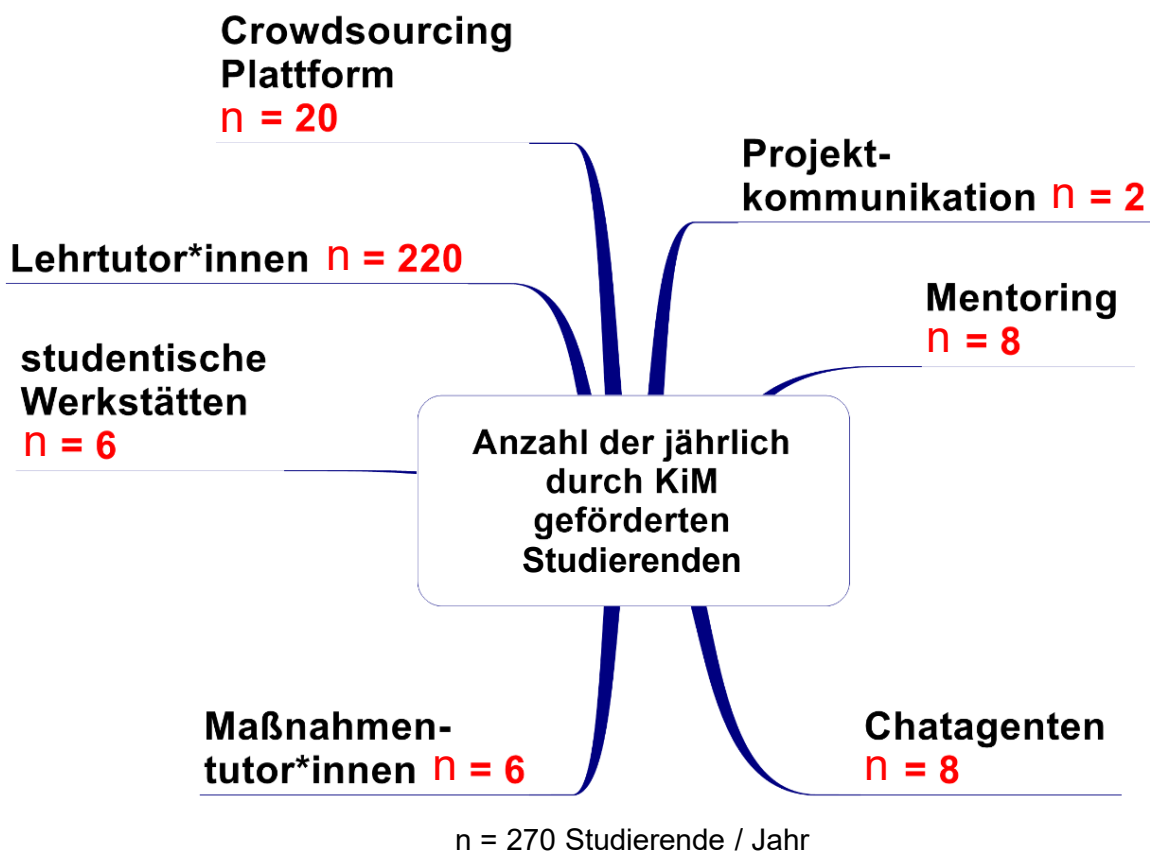 Crowdsourcing
Plattform
n = 20
Projekt-
kommunikation n = 2
Lehrtutor*innen n = 220
Mentoring
n = 8
studentische
Werkstätten
n = 6
Anzahl der jährlich
durch KiM
geförderten
Studierenden
Maßnahmen-
tutor*innen n = 6
Chatagenten
n = 8
n = 270 Studierende / Jahr